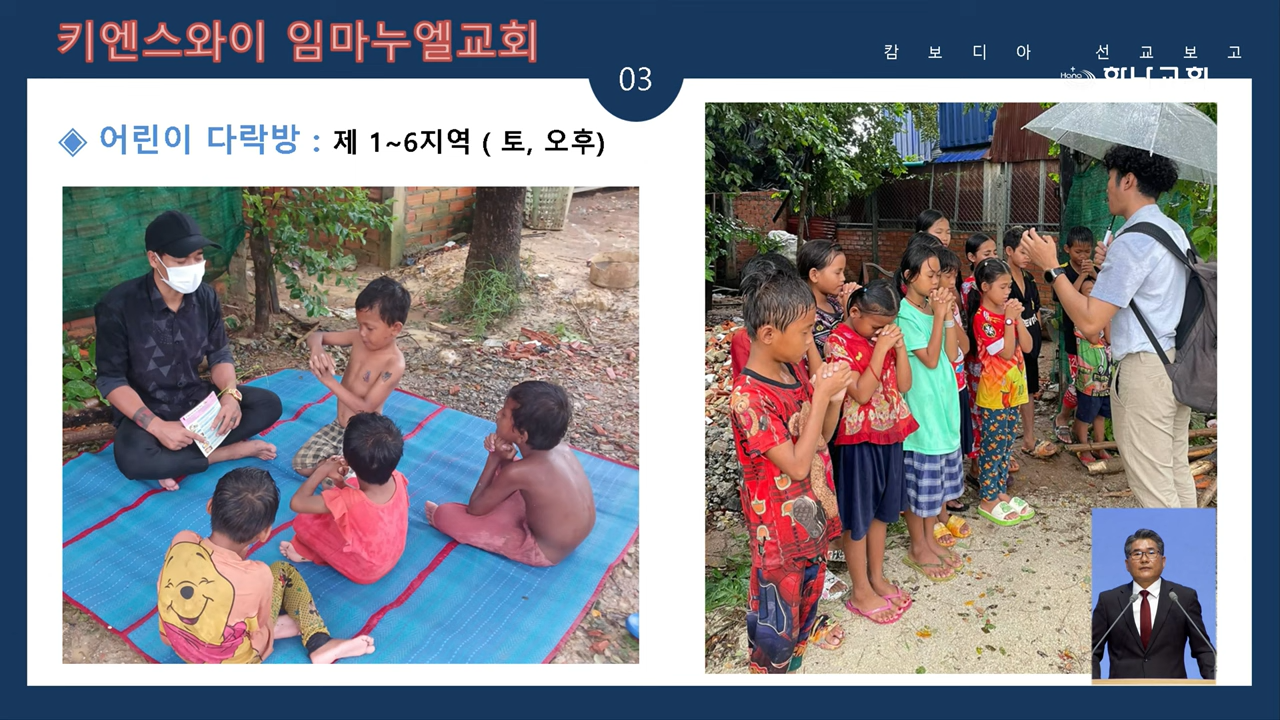 키엔스와이 임마누엘교회
캄 보 디 아 선 교 보 고
03
어린이 다락방 : 제 1~6지역 ( 토, 오후)